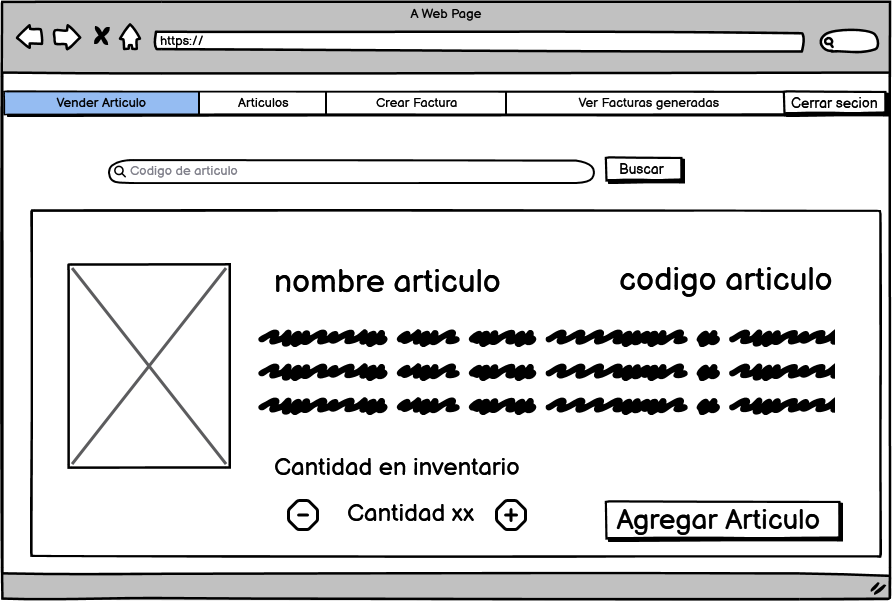 A Web Page
https://
Vender Articulo Articulos Crear Factura Ver Facturas generadas Cerrar secion
Codigo de articulo Buscar
nombre articulo codigo articulo
Cantidad en inventario
Cantidad xx
Agregar Articulo